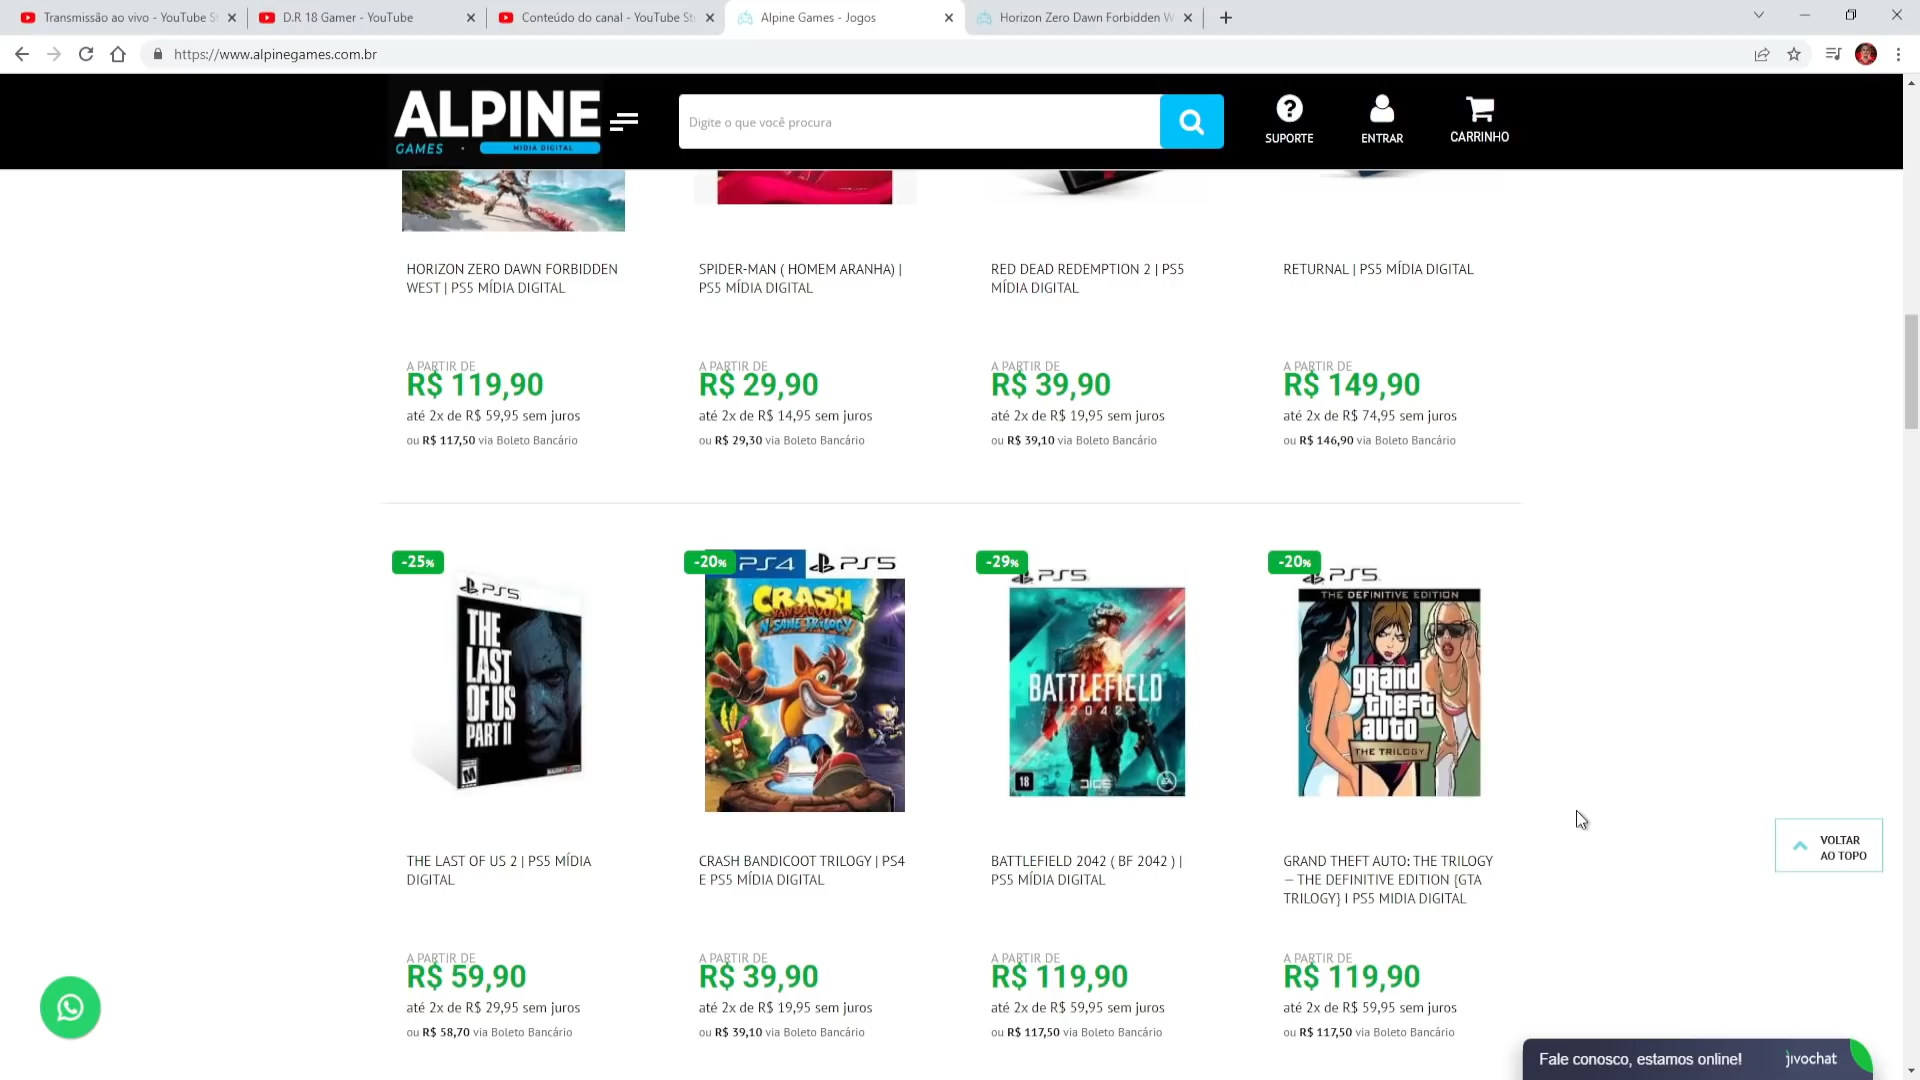 Transmissão ao vivo - YouTube S
D.R 18 Gamer - YouTube
Conteúdo do canal - YouTube St
Alpine Games - Jogos
Horizon Zero Dawn Forbidden W
https://www.alpinegames.com.br
ALPINE
GAMES • MIDIA DIGITAL
Digite o que você procura
SUPORTE
ENTRAR
CARRINHO
HORIZON ZERO DAWN FORBIDDEN
WEST | PS5 MÍDIA DIGITAL
A PARTIR DE
R$ 119,90
até 2x de R$ 59,95 sem juros
ou R$ 117,50 via Boleto Bancário
SPIDER-MAN ( HOMEM ARANHA) |
PS5 MÍDIA DIGITAL
A PARTIR DE
R$ 29,90
até 2x de R$ 14,95 sem juros
ou R$ 29,30 via Boleto Bancário
RED DEAD REDEMPTION 2 | PS5
MÍDIA DIGITAL
A PARTIR DE
R$ 39,90
até 2x de R$ 19,95 sem juros
ou R$ 39,10 via Boleto Bancário
RETURNAL | PS5 MÍDIA DIGITAL
A PARTIR DE
R$ 149,90
até 2x de R$ 74,95 sem juros
ou R$ 146,90 via Boleto Bancário
-25%
PS5
THE
LAST
OF US
PART II
M
THE LAST OF US 2 | PS5 MÍDIA
DIGITAL
A PARTIR DE
R$ 59,90
até 2x de R$ 29,95 sem juros
ou R$ 58,70 via Boleto Bancário
-20%
PS4 PS5
CRASH
BANDICOOT
N. SANE TRILOGY
CRASH BANDICOOT TRILOGY | PS4
E PS5 MÍDIA DIGITAL
A PARTIR DE
R$ 39,90
até 2x de R$ 19,95 sem juros
ou R$ 39,10 via Boleto Bancário
-29%
PS5
BATTLEFIELD
2042
18 DICE EA
BATTLEFIELD 2042 ( BF 2042 ) |
PS5 MÍDIA DIGITAL
A PARTIR DE
R$ 119,90
até 2x de R$ 59,95 sem juros
ou R$ 117,50 via Boleto Bancário
-20%
PS5
THE DEFINITIVE EDITION
grand
theft
auto
THE TRILOGY
GRAND THEFT AUTO: THE TRILOGY
– THE DEFINITIVE EDITION {GTA
TRILOGY} I PS5 MIDIA DIGITAL
A PARTIR DE
R$ 119,90
até 2x de R$ 59,95 sem juros
ou R$ 117,50 via Boleto Bancário
VOLTAR
AO TOPO
Fale conosco, estamos online! jivochat